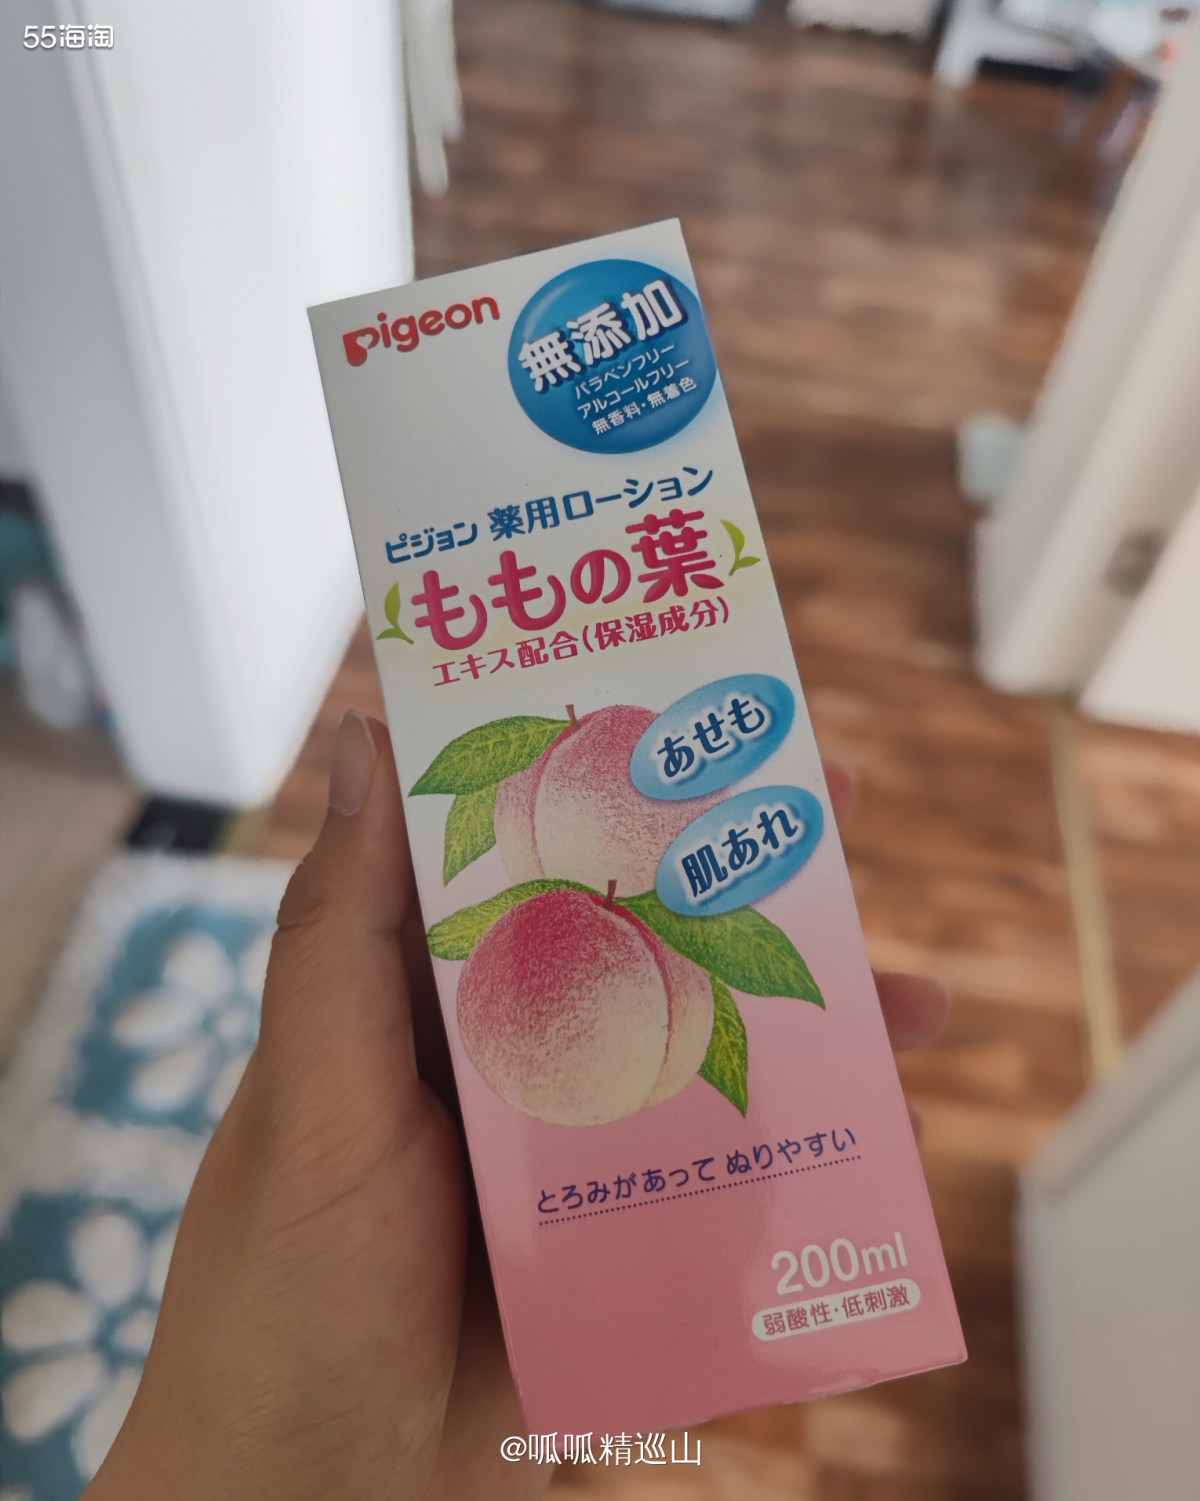 55海淘
Pigeon
無添加
パラベンフリー
アルコールフリー
無香料・無着色
ピジョン 薬用ローション
ももの葉
エキス配合(保湿成分)
あせも
肌あれ
とろみがあって ぬりやすい
200ml
弱酸性・低刺激
@呱呱精巡山